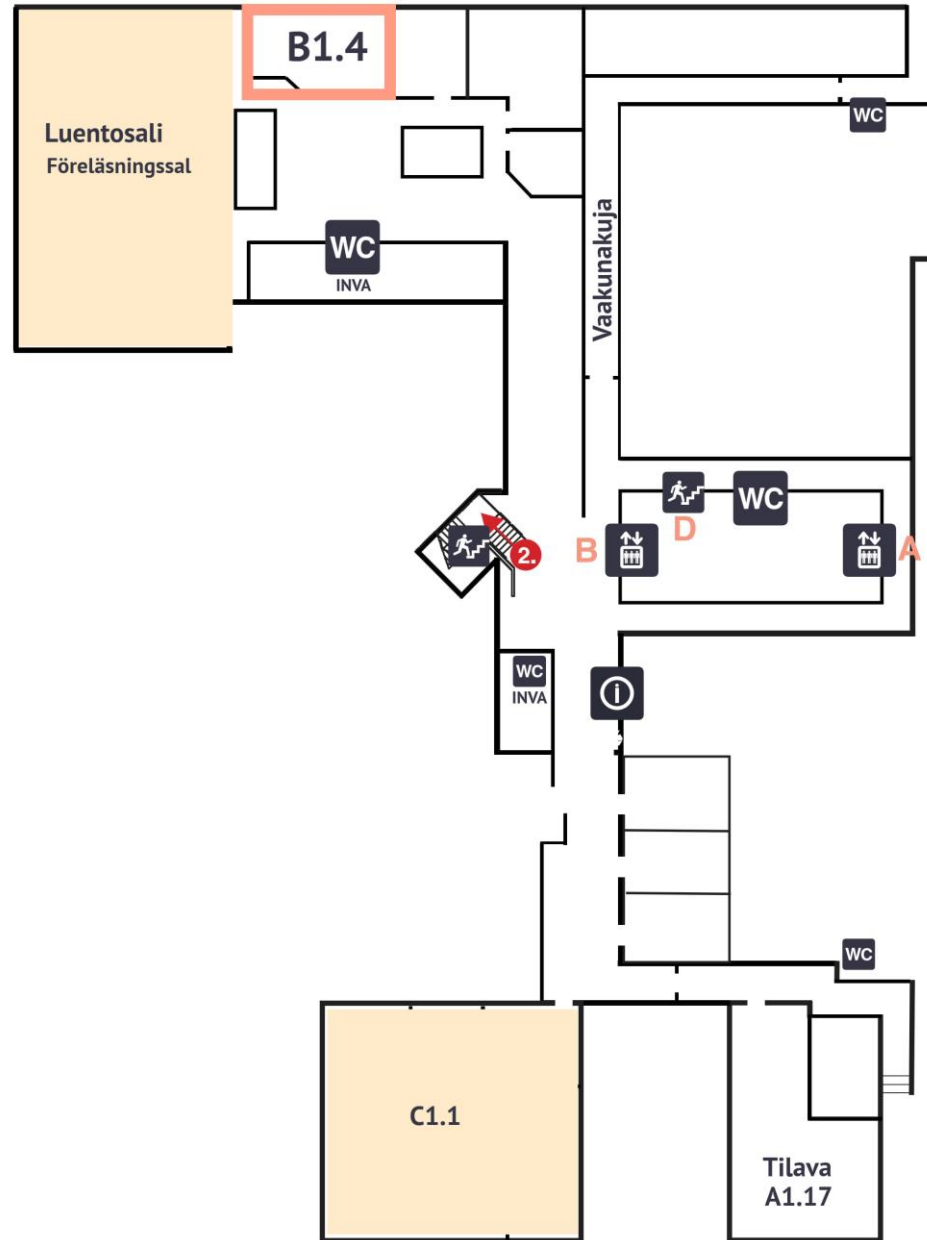 B1.4
Luentosali
Föreläsningssal
WC
WC
INVA
Vaakunakuja
WC
D
B
A
2.
WC
INVA
i
WC
C1.1
Tilava
A1.17